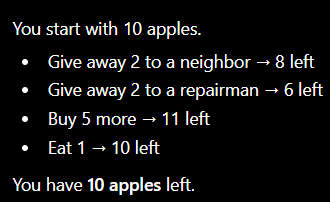 You start with 10 apples.
• Give away 2 to a neighbor → 8 left
• Give away 2 to a repairman → 6 left
• Buy 5 more → 11 left
• Eat 1 → 10 left
You have 10 apples left.